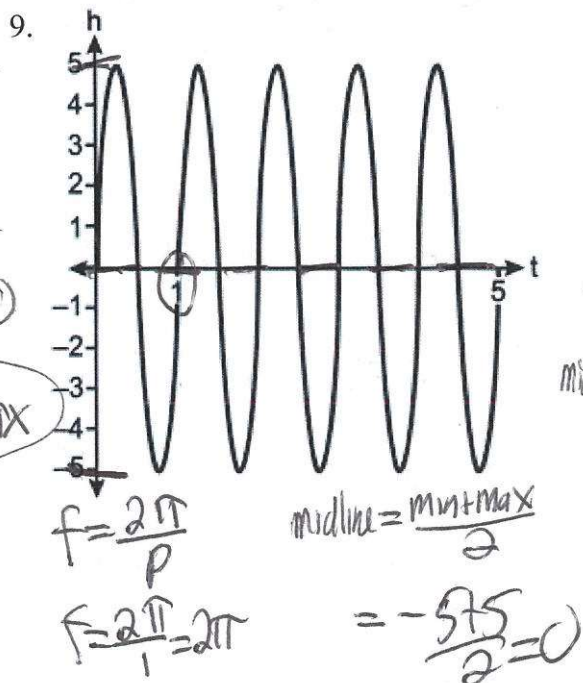 9.
h
5
4
3
2
1
t
1
5
-1
-2
-3
-4
-5
f = 2π/P
midline = min+max/2
f = 2π/1 = 2π
= -5+5/2 = 0